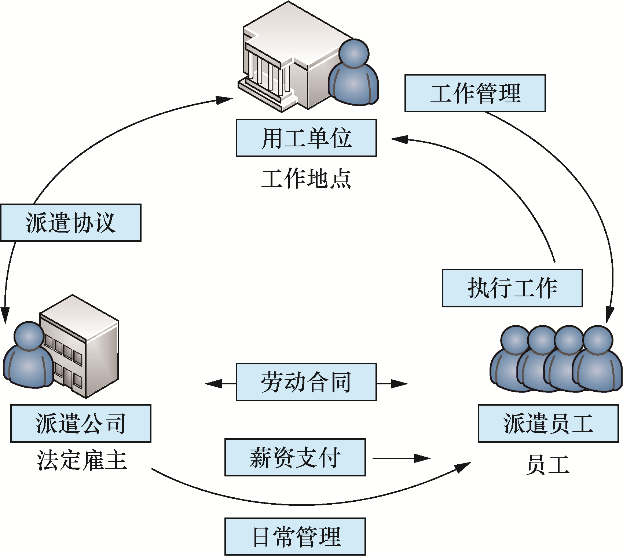 工作管理
用工单位
工作地点
派遣协议
执行工作
劳动合同
派遣公司
派遣员工
法定雇主
薪资支付
员工
日常管理